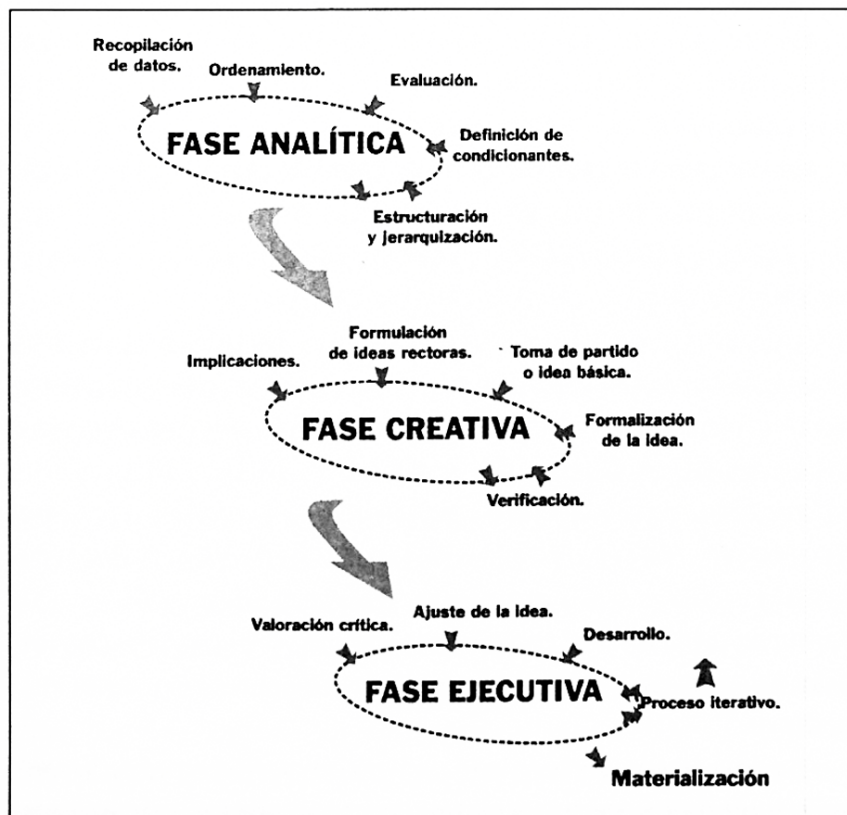 Recopilación
de datos.
Ordenamiento.
Evaluación.
FASE ANALÍTICA
Definición de
condicionantes.
Estructuración
y jerarquización.
Formulación
de ideas rectoras.
Implicaciones.
Toma de partido
o idea básica.
FASE CREATIVA
Formalización
de la idea.
Verificación.
Ajuste de la idea.
Valoración crítica.
Desarrollo.
FASE EJECUTIVA
Proceso iterativo.
Materialización